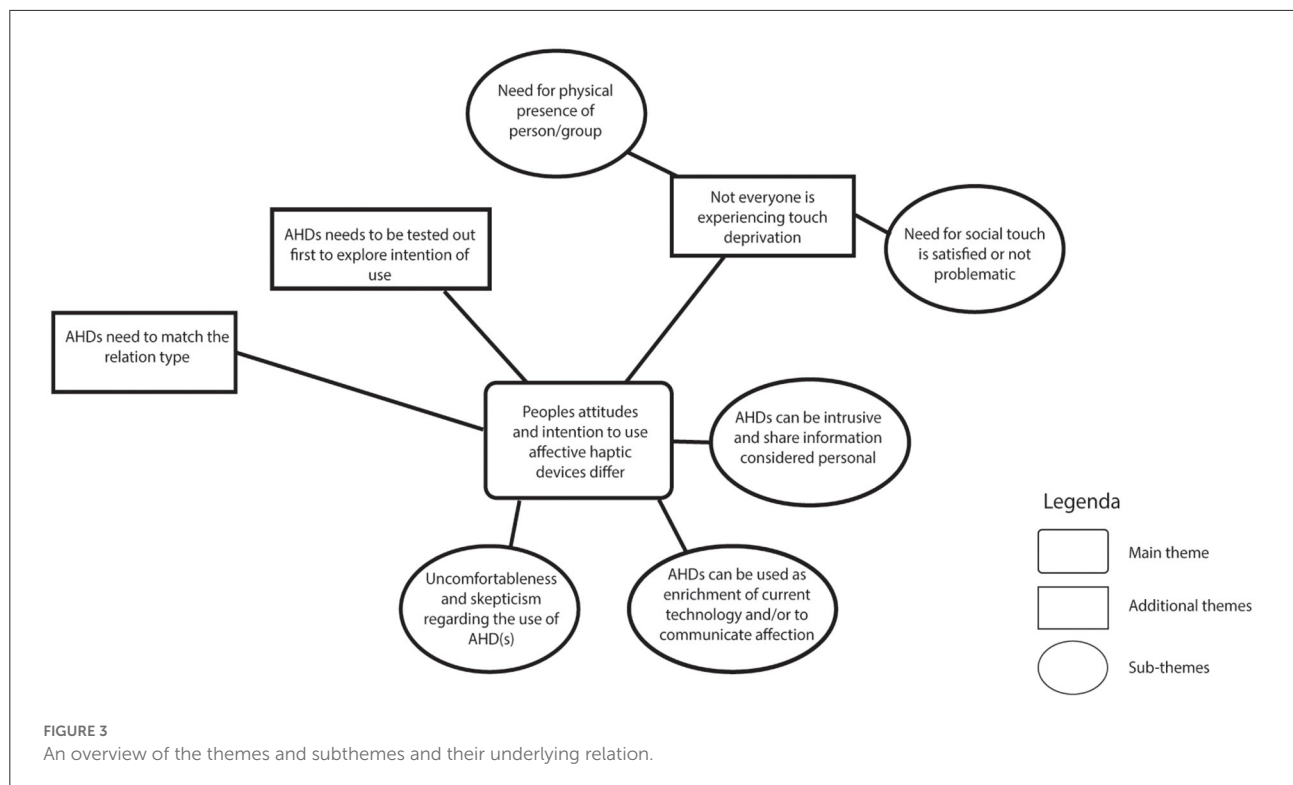 Need for physical
presence of
person/group
Not everyone is
experiencing touch
deprivation
Need for social touch
is satisfied or not
problematic
AHDs needs to be tested out
first to explore intention of
use
AHDs need to match the
relation type
Peoples attitudes
and intention to use
affective haptic
devices differ
AHDs can be intrusive
and share information
considered personal
Uncomfortableness
and skepticism
regarding the use of
AHD(s)
AHDs can be used as
enrichment of current
technology and/or to
communicate affection
Legenda
Main theme
Additional themes
Sub-themes
FIGURE 3
An overview of the themes and subthemes and their underlying relation.